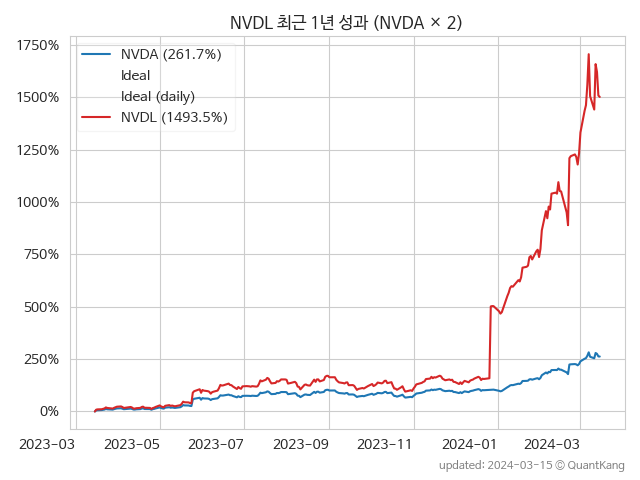 NVDL 최근 1년 성과 (NVDA × 2)
1750%
1500%
1250%
1000%
750%
500%
250%
0%
NVDA (261.7%)
Ideal
Ideal (daily)
NVDL (1493.5%)
2023-03
2023-05
2023-07
2023-09
2023-11
2024-01
2024-03
updated: 2024-03-15 ⓒ QuantKang